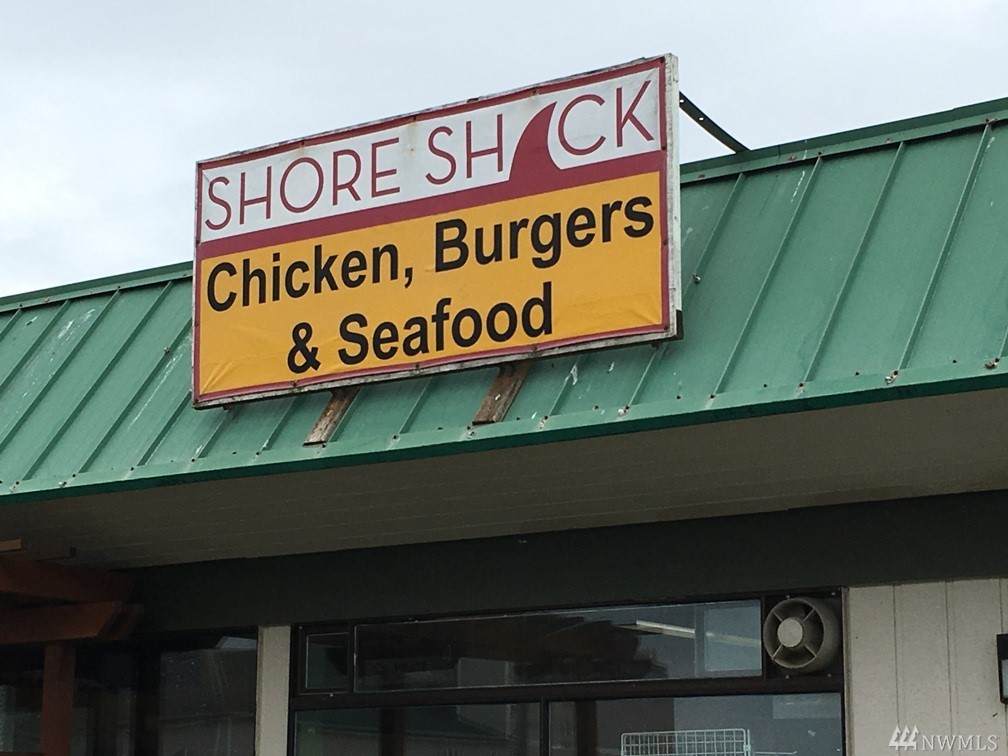 SHORE SHACK
Chicken, Burgers
& Seafood
NWMLS